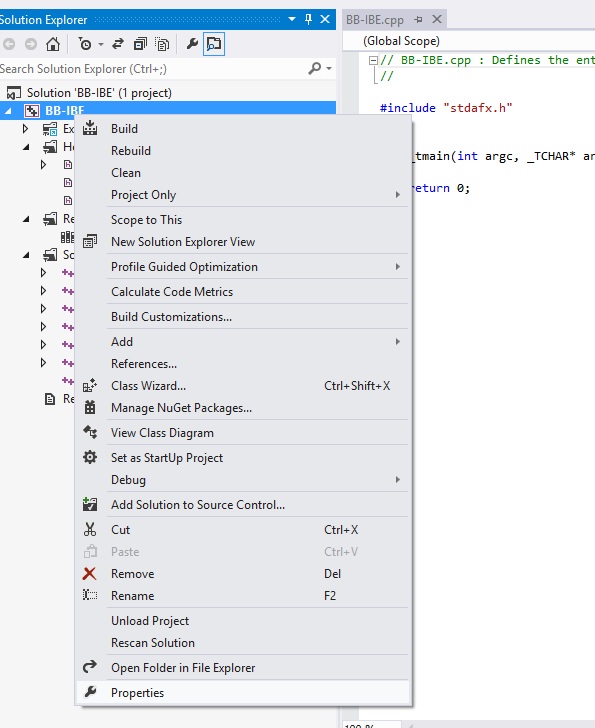 Solution Explorer
Search Solution Explorer (Ctrl+;)
Solution 'BB-IBE' (1 project)
BB-IBE
Ex
He
Re
So
Re
Build
Rebuild
Clean
Project Only
Scope to This
New Solution Explorer View
Profile Guided Optimization
Calculate Code Metrics
Build Customizations...
Add
References...
Class Wizard... Ctrl+Shift+X
Manage NuGet Packages...
View Class Diagram
Set as StartUp Project
Debug
Add Solution to Source Control...
Cut Ctrl+X
Paste Ctrl+V
Remove Del
Rename F2
Unload Project
Rescan Solution
Open Folder in File Explorer
Properties
BB-IBE.cpp
(Global Scope)
// BB-IBE.cpp : Defines the ent
//
#include "stdafx.h"
_tmain(int argc, _TCHAR* ar
eturn 0;